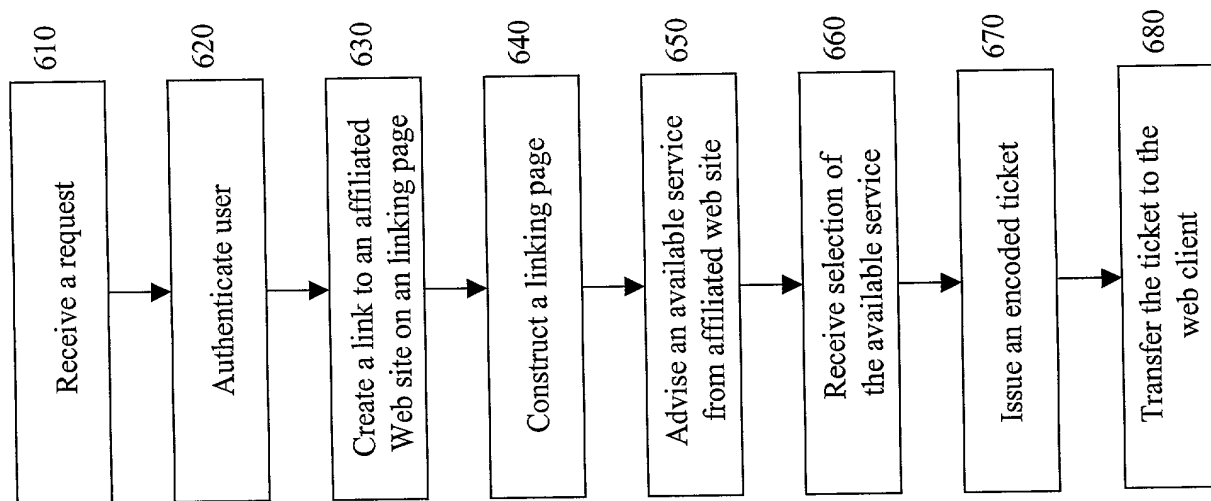 610
Receive a request
620
Authenticate user
630
Create a link to an affiliated
Web site on an linking page
640
Construct a linking page
650
Advise an available service
from affiliated web site
660
Receive selection of
the available service
670
Issue an encoded ticket
680
Transfer the ticket to the
web client